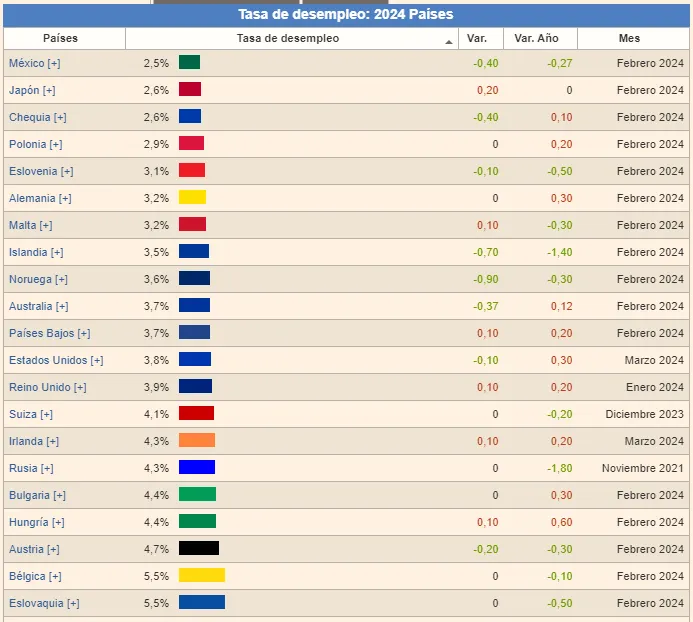 Tasa de desempleo: 2024 Países
Países Tasa de desempleo Var. Var. Año Mes
México [+] 2,5% -0,40 -0,27 Febrero 2024
Japón [+] 2,6% 0,20 0 Febrero 2024
Chequia [+] 2,6% -0,40 0,10 Febrero 2024
Polonia [+] 2,9% 0 0,20 Febrero 2024
Eslovenia [+] 3,1% -0,10 -0,50 Febrero 2024
Alemania [+] 3,2% 0 0,30 Febrero 2024
Malta [+] 3,2% 0,10 -0,30 Febrero 2024
Islandia [+] 3,5% -0,70 -1,40 Febrero 2024
Noruega [+] 3,6% -0,90 -0,30 Febrero 2024
Australia [+] 3,7% -0,37 0,12 Febrero 2024
Países Bajos [+] 3,7% 0,10 0,20 Febrero 2024
Estados Unidos [+] 3,8% -0,10 0,30 Marzo 2024
Reino Unido [+] 3,9% 0,10 0,20 Enero 2024
Suiza [+] 4,1% 0 -0,20 Diciembre 2023
Irlanda [+] 4,3% 0,10 0,20 Marzo 2024
Rusia [+] 4,3% 0 -1,80 Noviembre 2021
Bulgaria [+] 4,4% 0 0,30 Febrero 2024
Hungría [+] 4,4% 0,10 0,60 Febrero 2024
Austria [+] 4,7% -0,20 -0,30 Febrero 2024
Bélgica [+] 5,5% 0 -0,10 Febrero 2024
Eslovaquia [+] 5,5% 0 -0,50 Febrero 2024